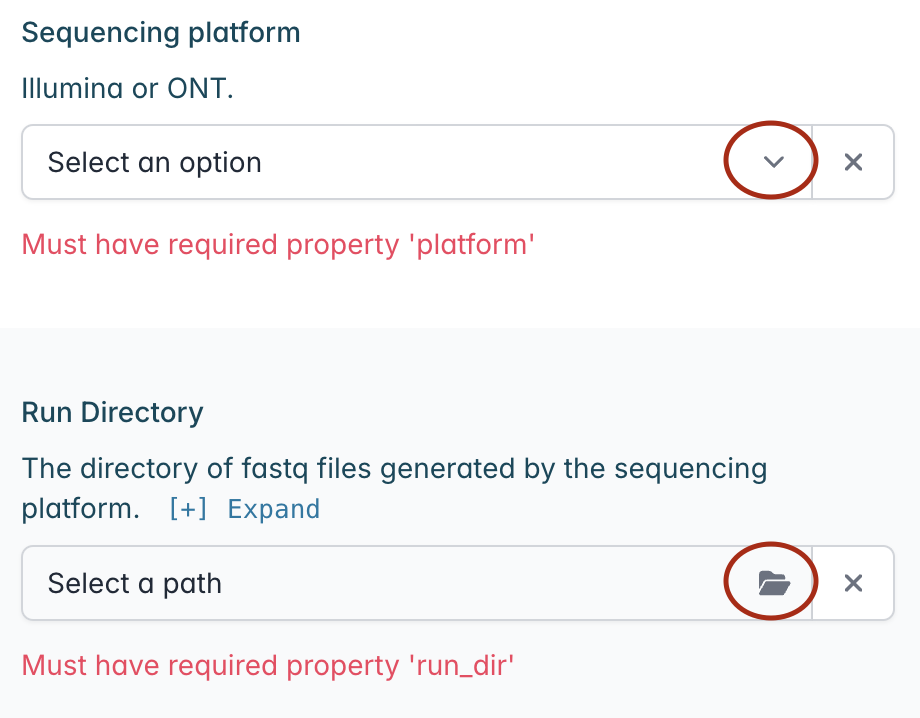 Sequencing platform
Illumina or ONT.
Select an option
Must have required property 'platform'
Run Directory
The directory of fastq files generated by the sequencing
platform. [+] Expand
Select a path
Must have required property 'run_dir'